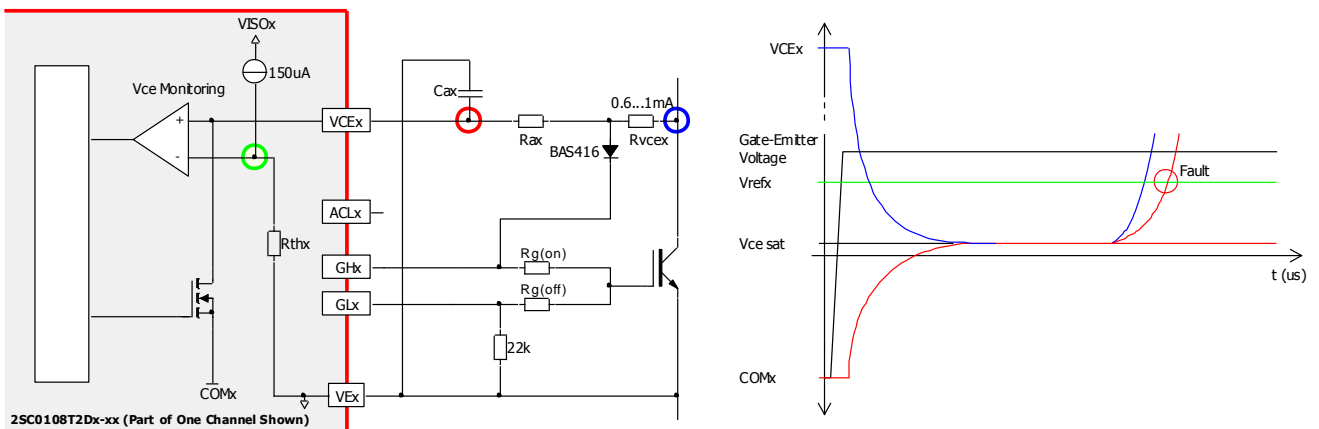 VISOx
150uA
Vce Monitoring
+
-
VCEx
Cax
0.6...1mA
Rax
Rvcex
BAS416
ACLx
Rthx
GHx
Rg(on)
GLx
Rg(off)
22k
COMx
VEx
2SC0108T2Dx-xx (Part of One Channel Shown)
VCEx
Gate-Emitter
Voltage
Vrefx
Fault
Vce sat
t (us)
COMx